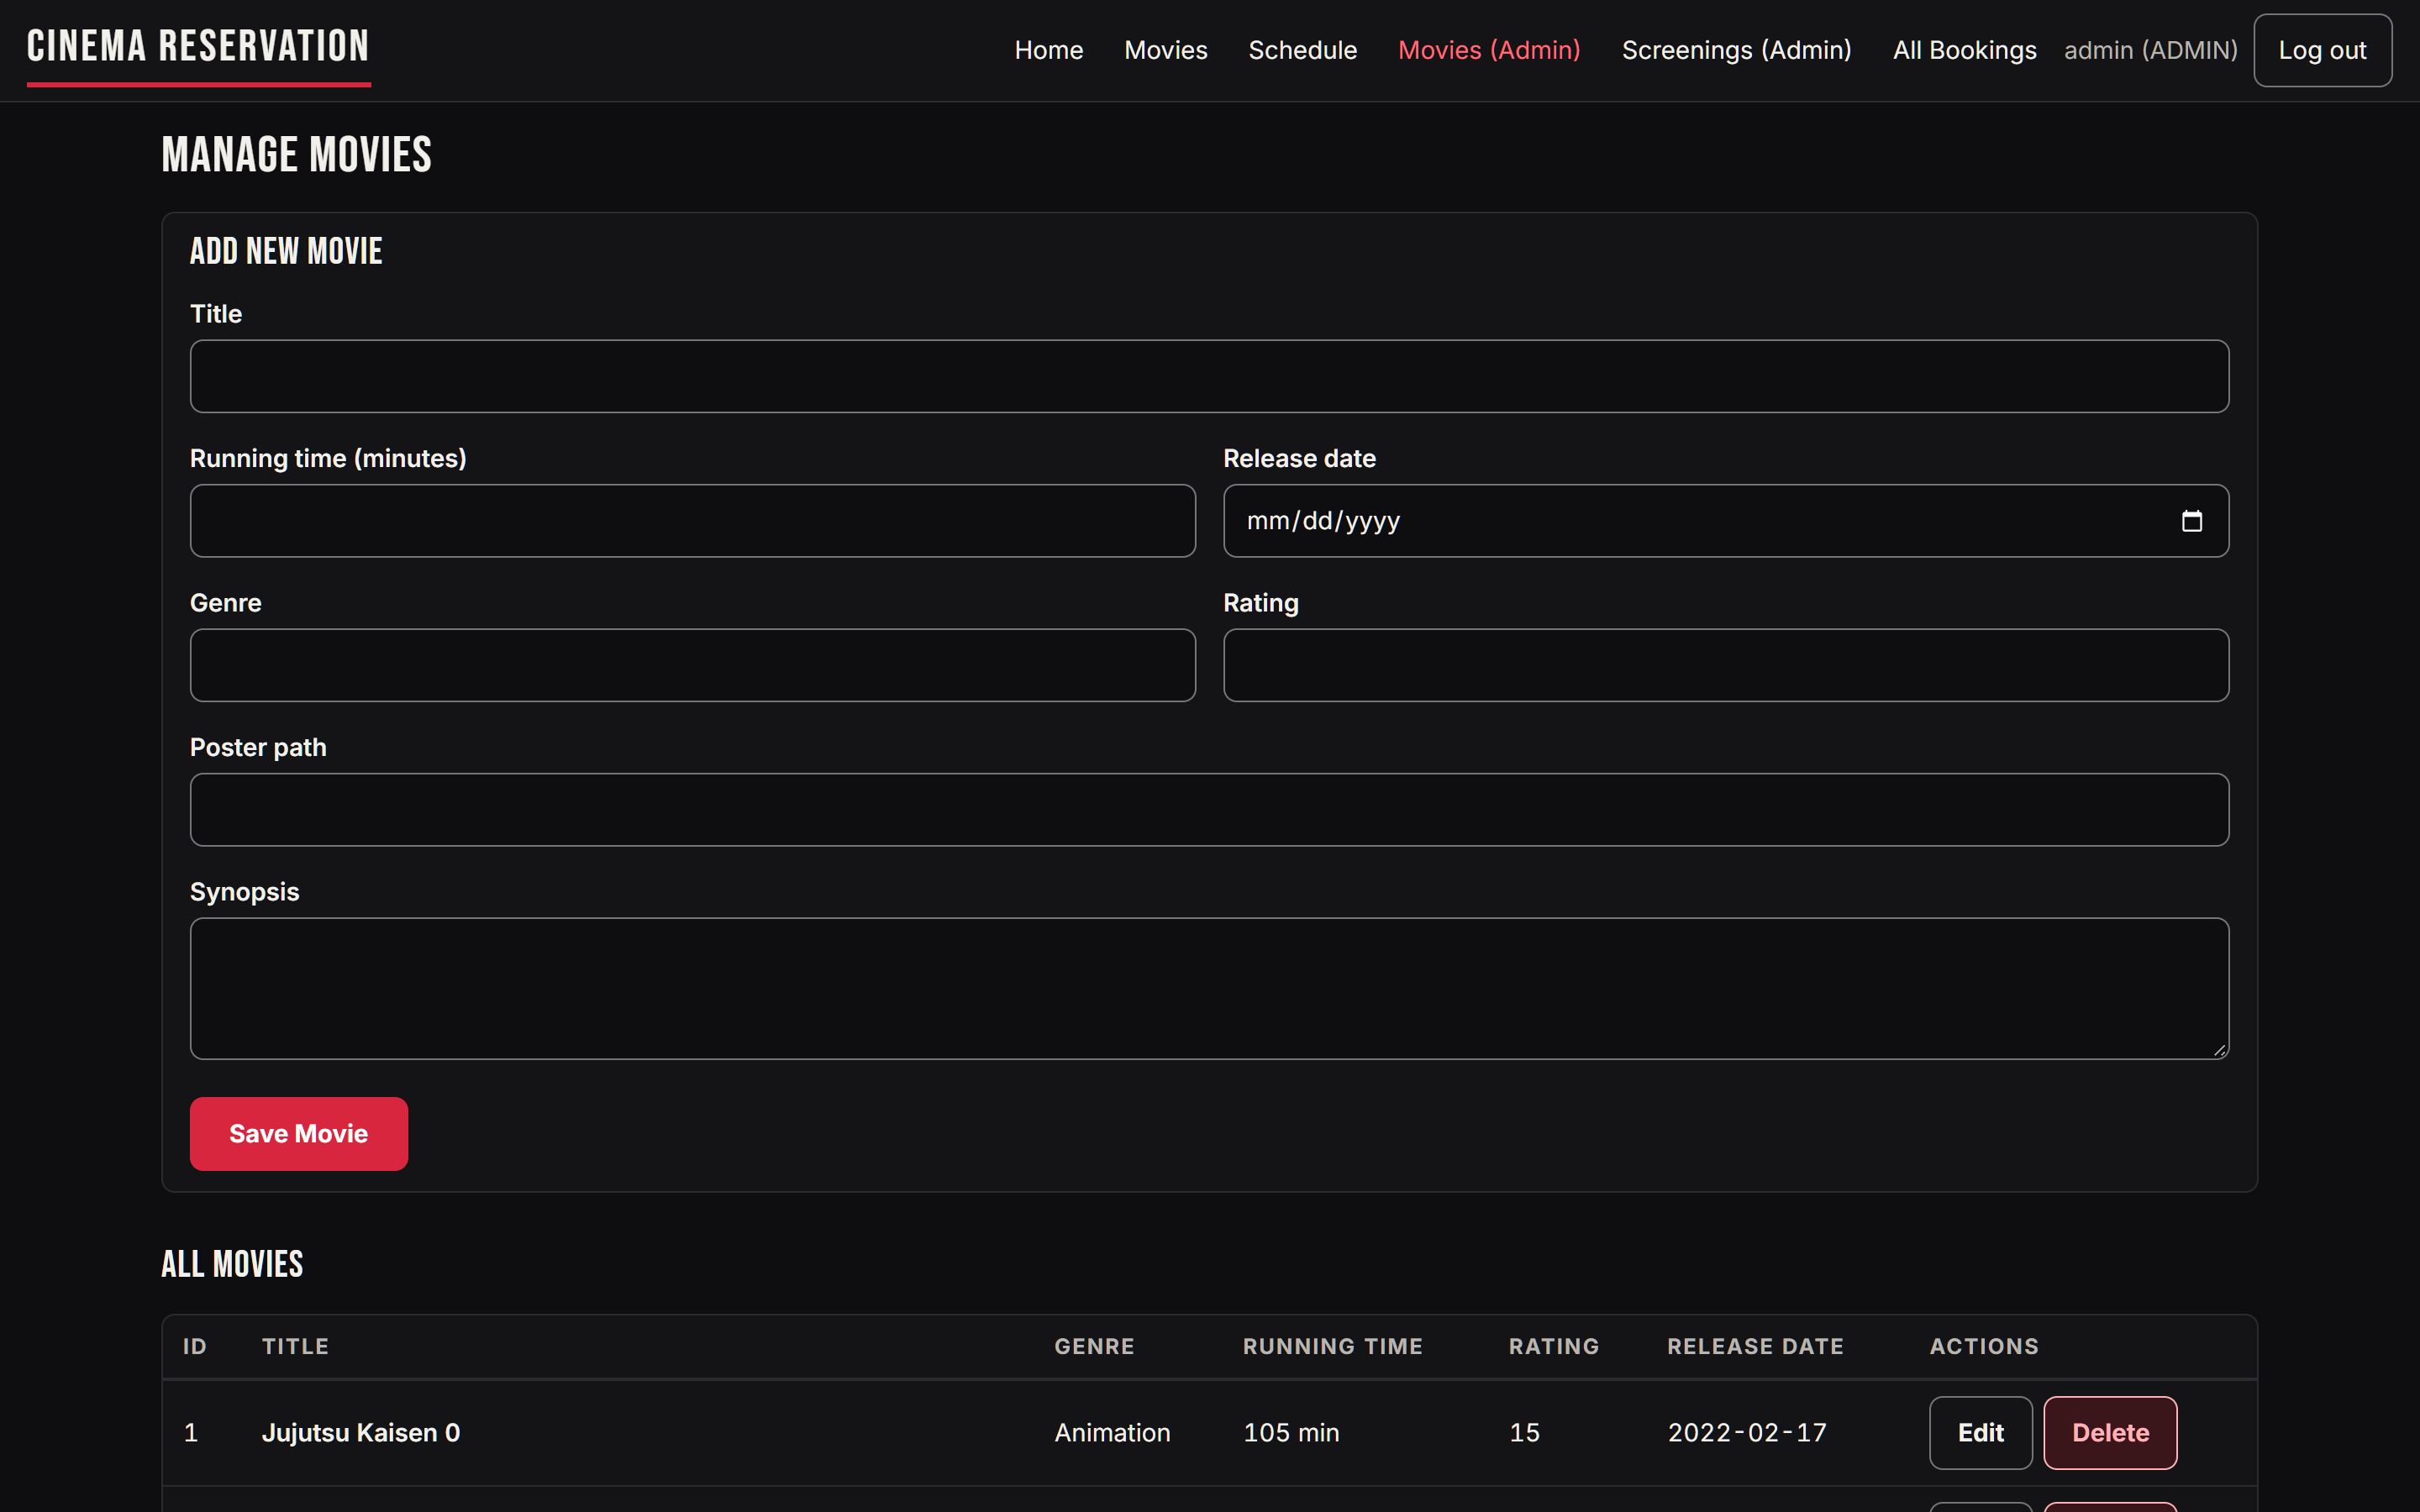 CINEMA RESERVATION
Home Movies Schedule Movies (Admin) Screenings (Admin) All Bookings admin (ADMIN) Log out
MANAGE MOVIES
ADD NEW MOVIE
Title
Running time (minutes) Release date
mm/dd/yyyy
Genre Rating
Poster path
Synopsis
Save Movie
ALL MOVIES
ID TITLE GENRE RUNNING TIME RATING RELEASE DATE ACTIONS
1 Jujutsu Kaisen 0 Animation 105 min 15 2022-02-17 Edit Delete